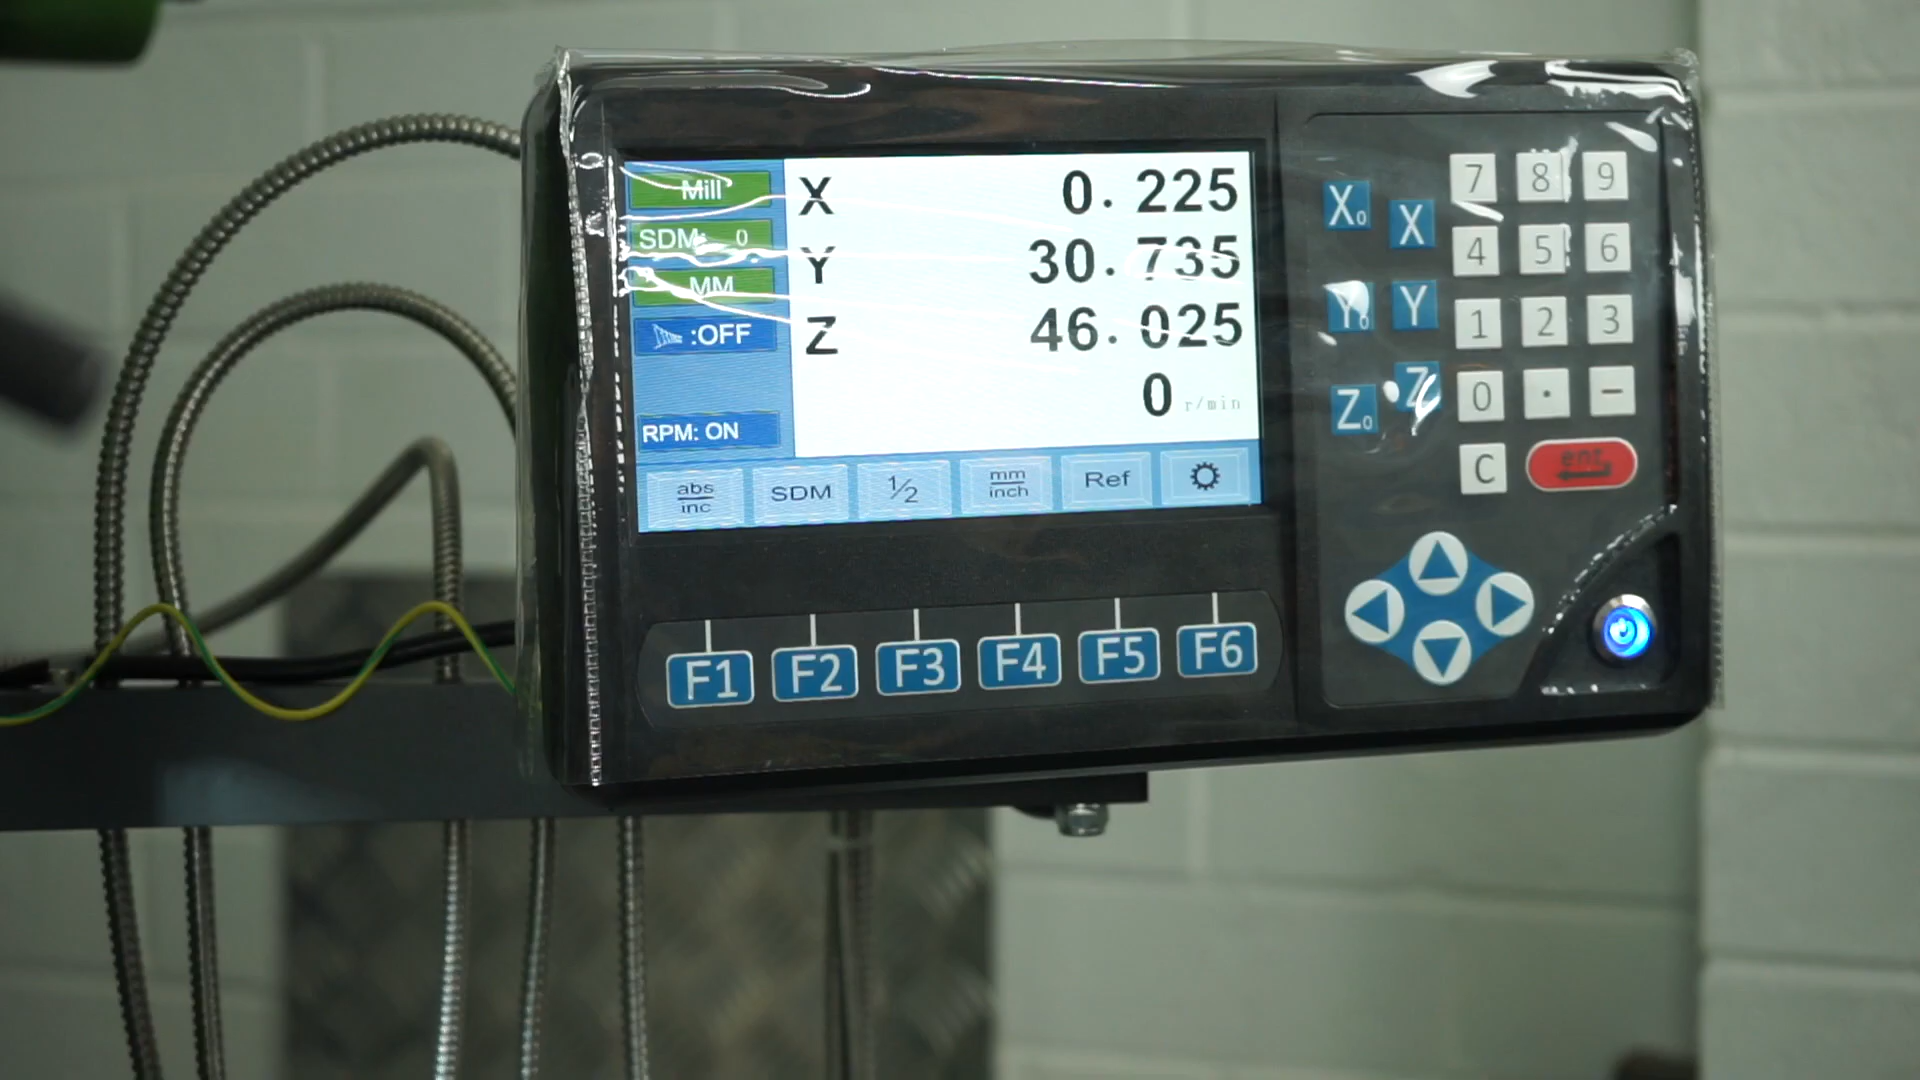 Mill
SDM: 0
MM
:OFF
RPM: ON
X 0.225
Y 30.735
Z 46.025
0 r/min
abs
inc
SDM
1/2
mm
inch
Ref
F1 F2 F3 F4 F5 F6
X₀ X 7 8 9
4 5 6
Y₀ Y 1 2 3
Z₀ Z 0 . −
C ent